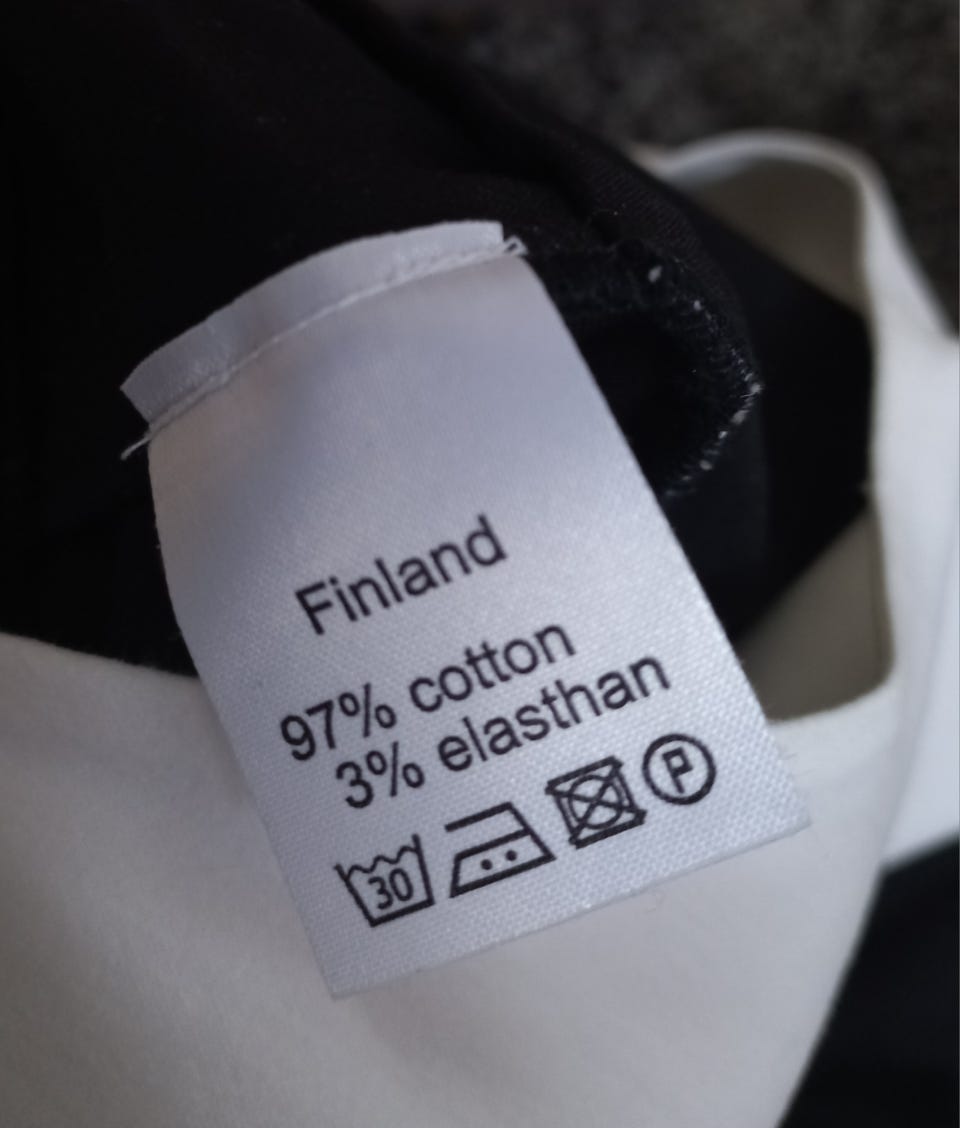 Finland
97% cotton
3% elasthan
30 P